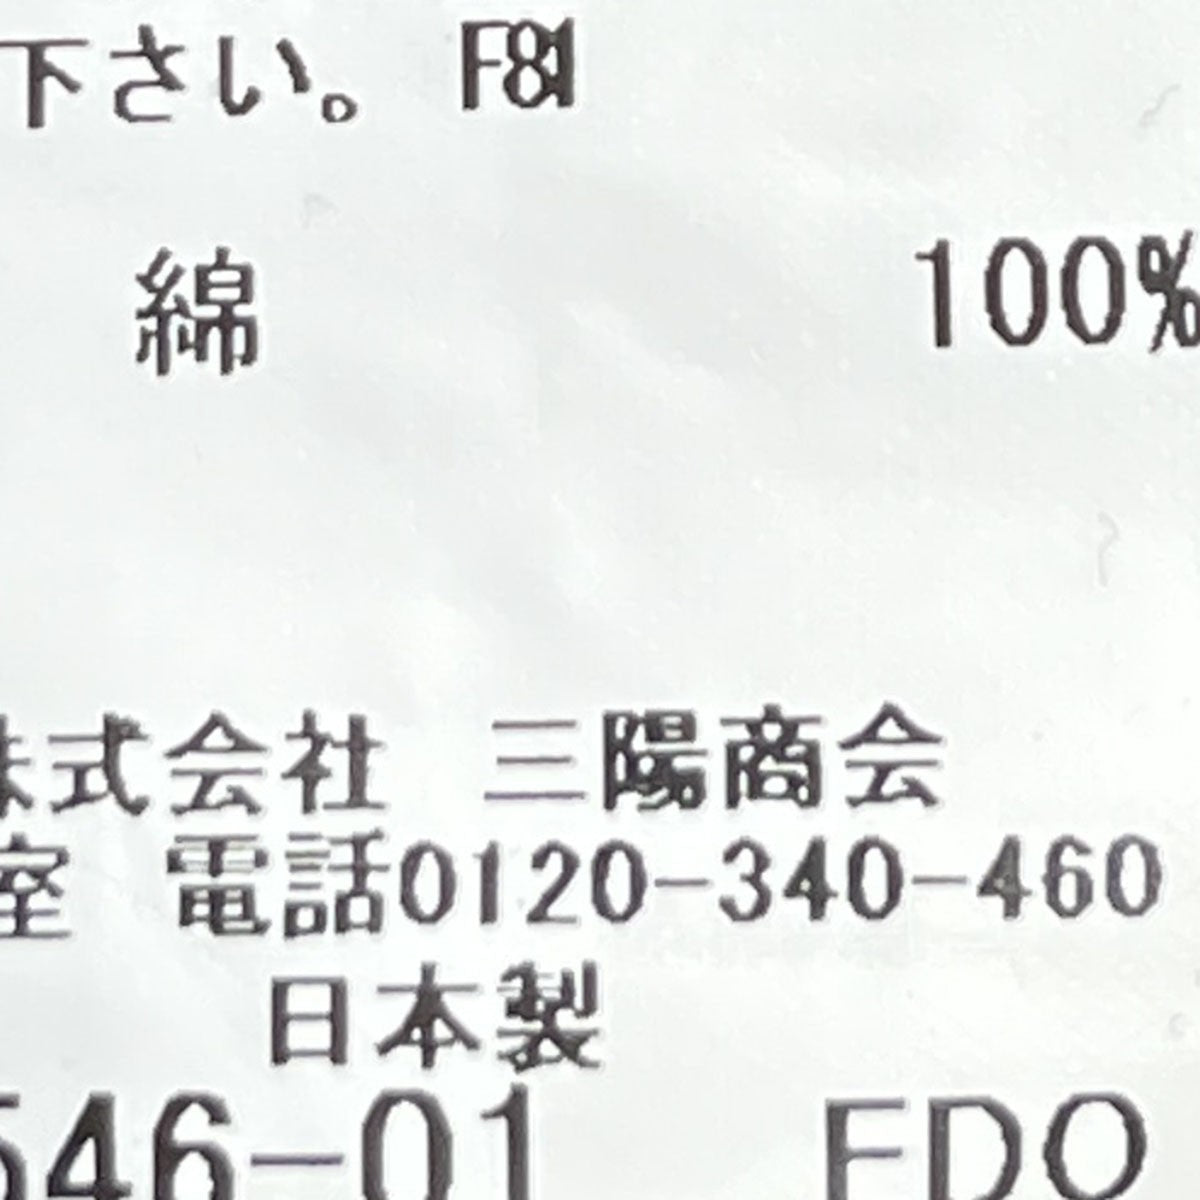 下さい。 F81
綿 100%
株式会社 三陽商会
室 電話0120-340-460
日本製
546-01 FDO